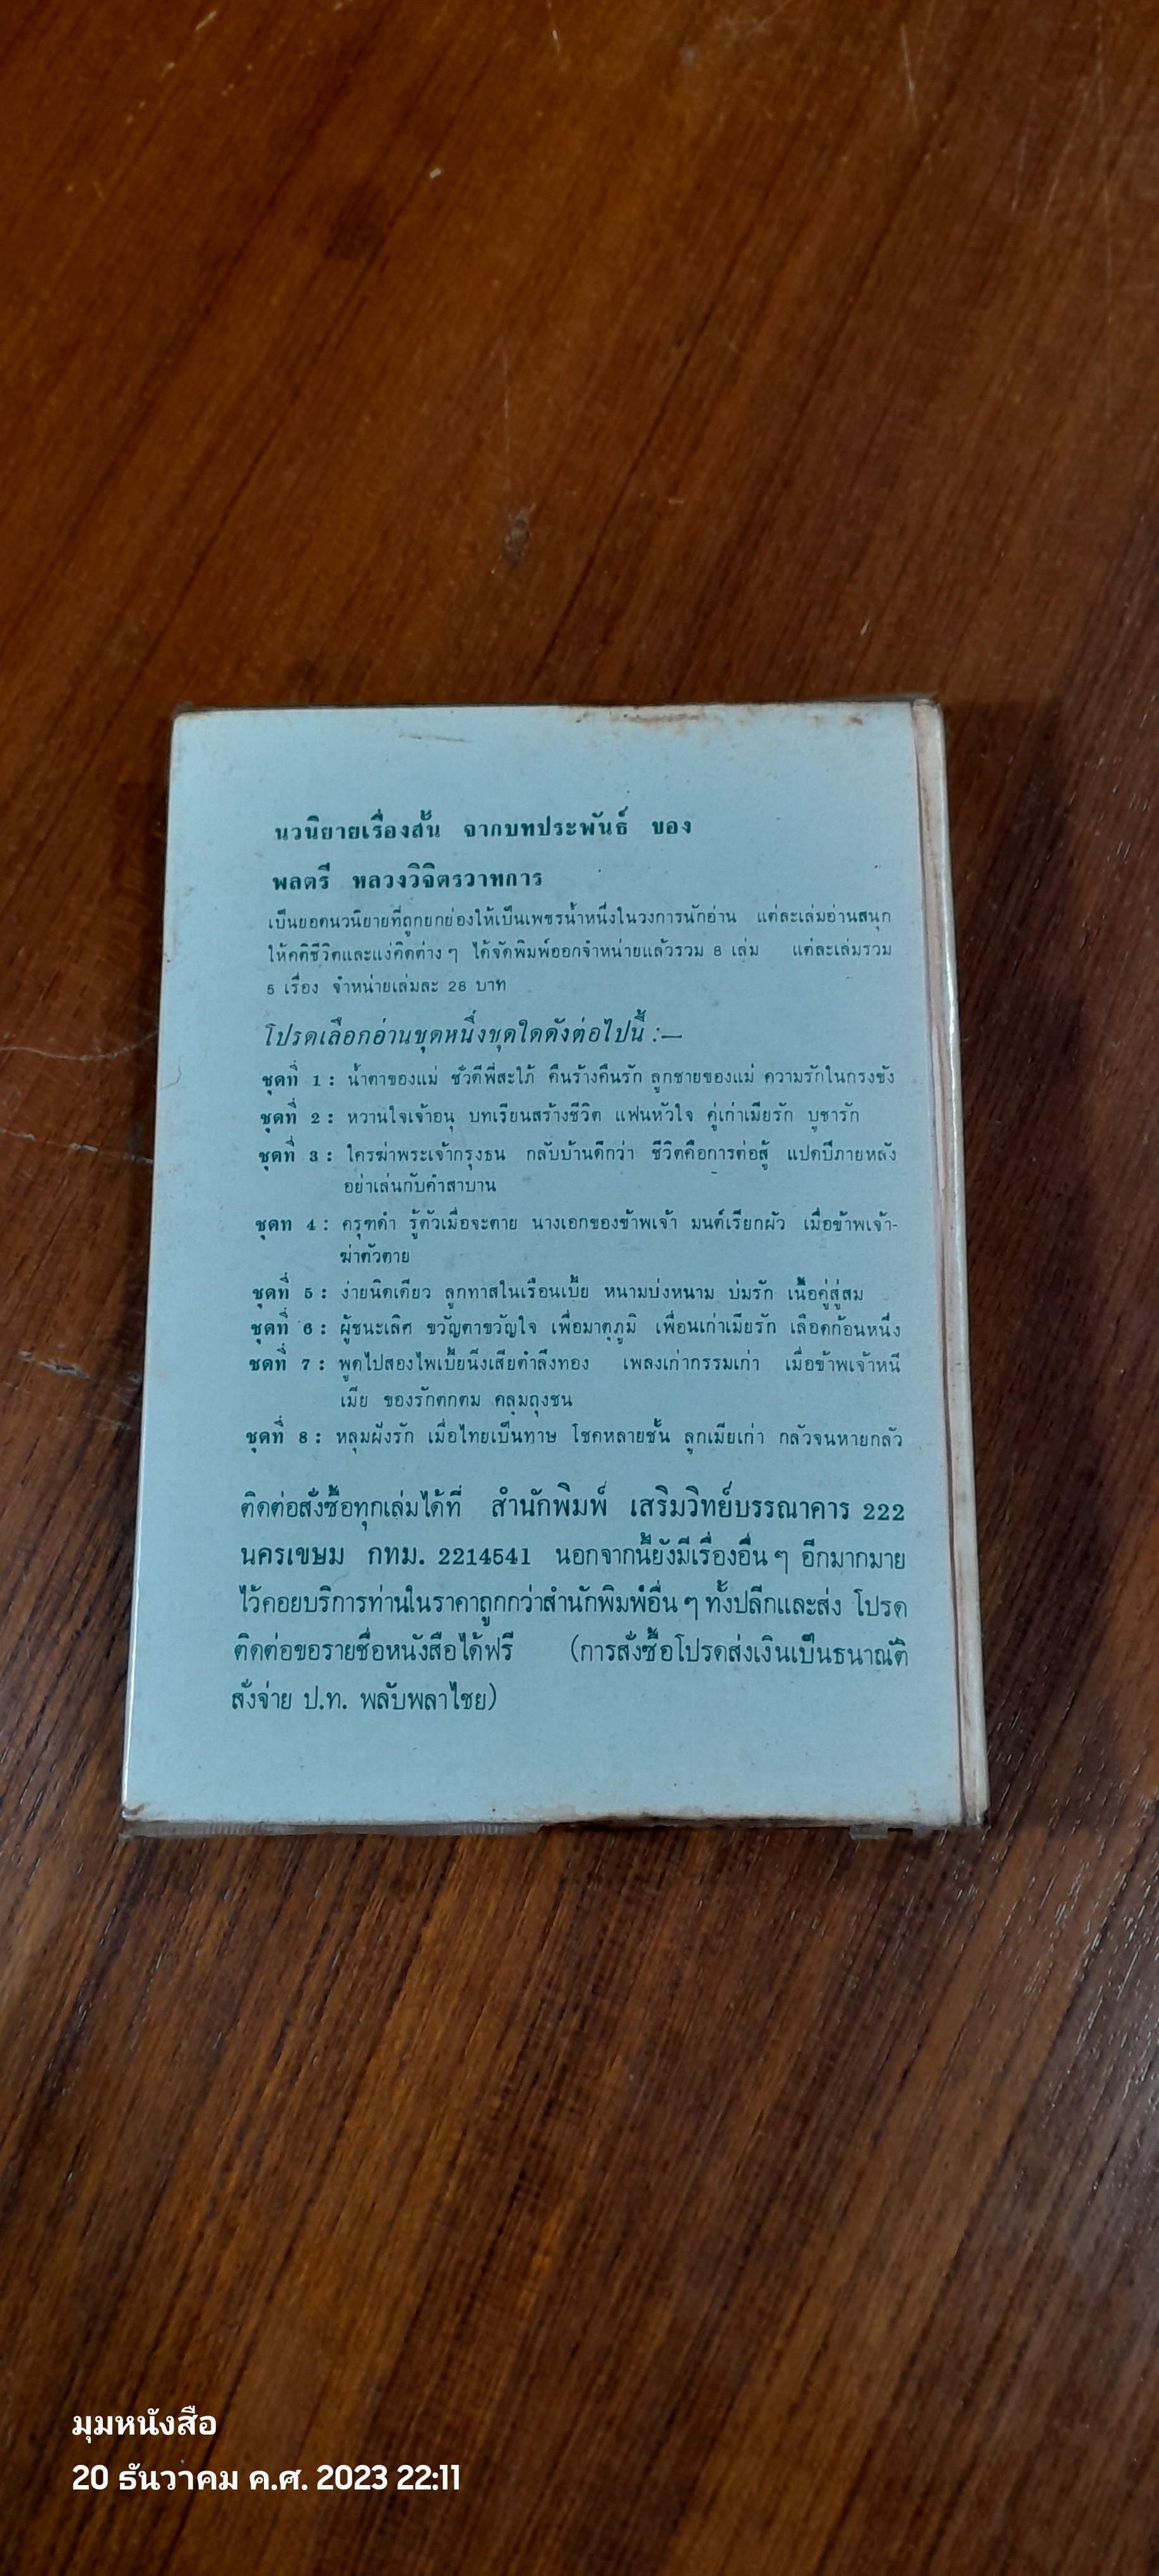 นวนิยายเรื่องสั้น จากบทประพันธ์ ของ
พลตรี หลวงวิจิตรวาทการ
เป็นยอดนวนิยายที่ถูกยกย่องให้เป็นเพชรน้ำหนึ่งในวงการนักอ่าน แต่ละเล่มอ่านสนุก
ให้คติชีวิตและแง่คิดต่าง ๆ ได้จัดพิมพ์ออกจำหน่ายแล้วรวม 8 เล่ม แต่ละเล่มรวม
5 เรื่อง จำหน่ายเล่มละ 28 บาท
โปรดเลือกอ่านชุดหนึ่งชุดใดดังต่อไปนี้ :—
ชุดที่ 1 : น้ำตาของแม่ ชั่วดีพี่สะใภ้ คืนร้างคืนรัก ลูกชายของแม่ ความรักในกรงขัง
ชุดที่ 2 : หวานใจเจ้าอนุ บทเรียนสร้างชีวิต แฟนหัวใจ คู่เก่าเมียรัก บูชารัก
ชุดที่ 3 : ใครฆ่าพระเจ้ากรุงธน กลับบ้านดีกว่า ชีวิตคือการต่อสู้ แปดปีภายหลัง
อย่าเล่นกับคำสาบาน
ชุดท 4 : ครุฑดำ รู้ตัวเมื่อจะตาย นางเอกของข้าพเจ้า มนต์เรียกผัว เมื่อข้าพเจ้า-
ฆ่าตัวตาย
ชุดที่ 5 : ง่ายนิดเดียว ลูกทาสในเรือนเบี้ย หนามบ่งหนาม บ่มรัก เนื้อคู่สู่สม
ชุดที่ 6 : ผู้ชนะเลิศ ขวัญตาขวัญใจ เพื่อมาตุภูมิ เพื่อนเก่าเมียรัก เลือดก้อนหนึ่ง
ชุดที่ 7 : พูดไปสองไพเบี้ยนิ่งเสียตำลึงทอง เพลงเก่ากรรมเก่า เมื่อข้าพเจ้าหนี
เมีย ของรักตกตม คลุมถุงชน
ชุดที่ 8 : หลุมฝังรัก เมื่อไทยเป็นทาษ โชคหลายชั้น ลูกเมียเก่า กลัวจนหายกลัว
ติดต่อสั่งซื้อทุกเล่มได้ที่ สำนักพิมพ์ เสริมวิทย์บรรณาคาร 222
นครเขษม กทม. 2214541 นอกจากนี้ยังมีเรื่องอื่น ๆ อีกมากมาย
ไว้คอยบริการท่านในราคาถูกกว่าสำนักพิมพ์อื่น ๆ ทั้งปลีกและส่ง โปรด
ติดต่อขอรายชื่อหนังสือได้ฟรี (การสั่งซื้อโปรดส่งเงินเป็นธนาณัติ
สั่งจ่าย ป.ท. พลับพลาไชย)
มุมหนังสือ
20 ธันวาคม ค.ศ. 2023 22:11